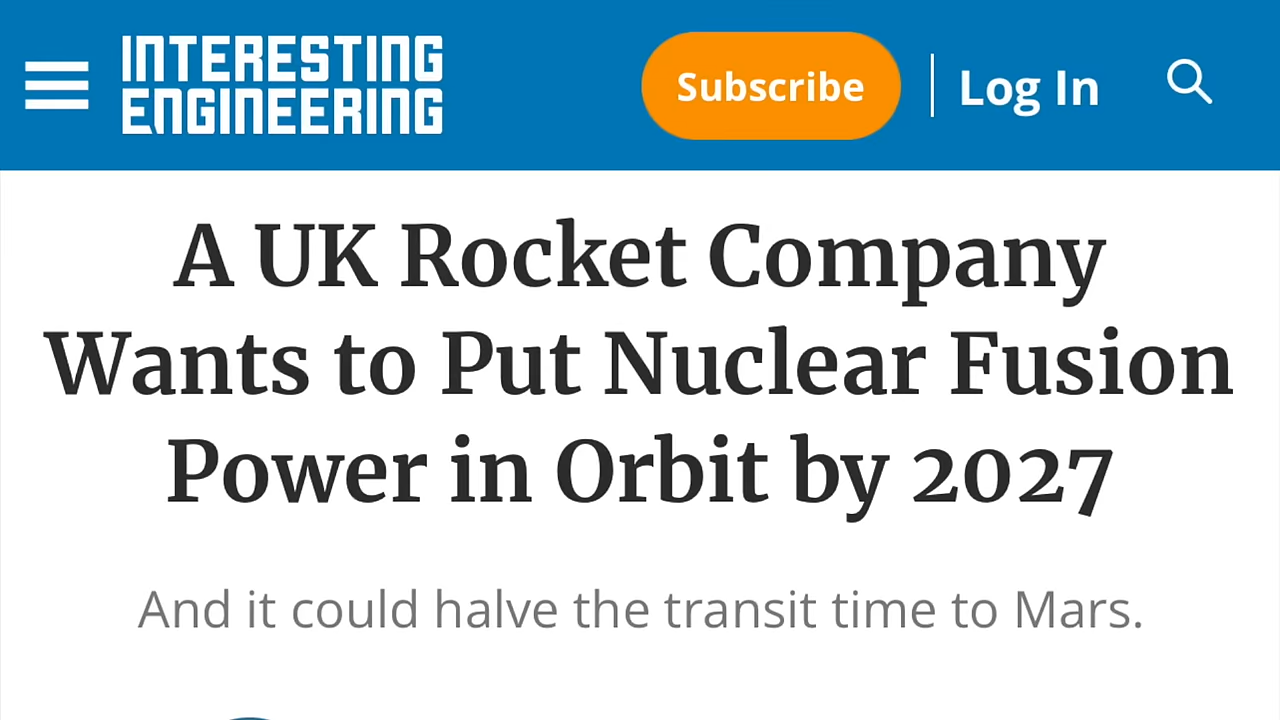 INTERESTING
ENGINEERING
Subscribe
Log In
A UK Rocket Company
Wants to Put Nuclear Fusion
Power in Orbit by 2027
And it could halve the transit time to Mars.